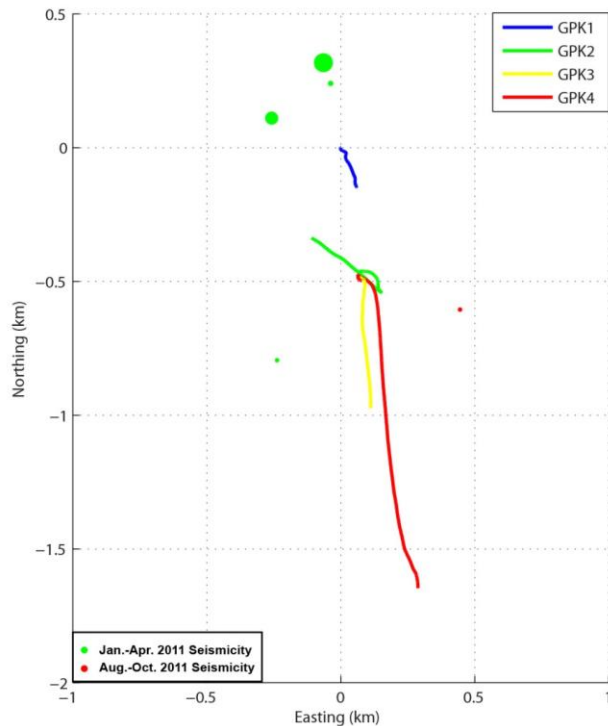 0.5
GPK1
GPK2
GPK3
GPK4
0
−0.5
Northing (km)
−1
−1.5
Jan.-Apr. 2011 Seismicity
Aug.-Oct. 2011 Seismicity
−2
−1
−0.5
0
0.5
1
Easting (km)